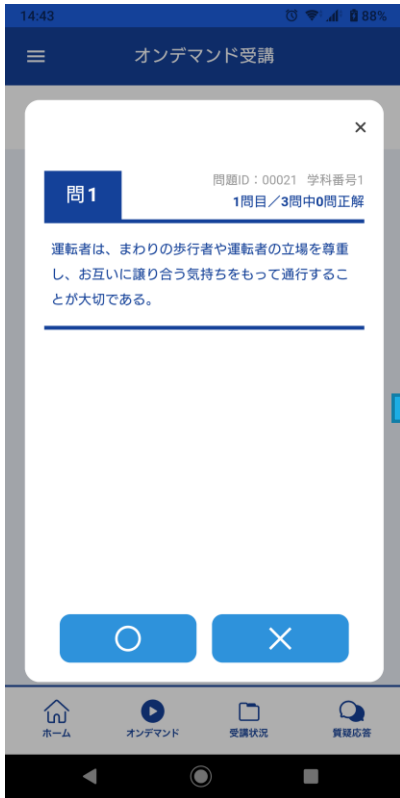 14:43
88%
オンデマンド受講
×
問題ID：00021 学科番号1
問1
1問目／3問中0問正解
運転者は、まわりの歩行者や運転者の立場を尊重
し、お互いに譲り合う気持ちをもって通行するこ
とが大切である。
ホーム
オンデマンド
受講状況
質疑応答